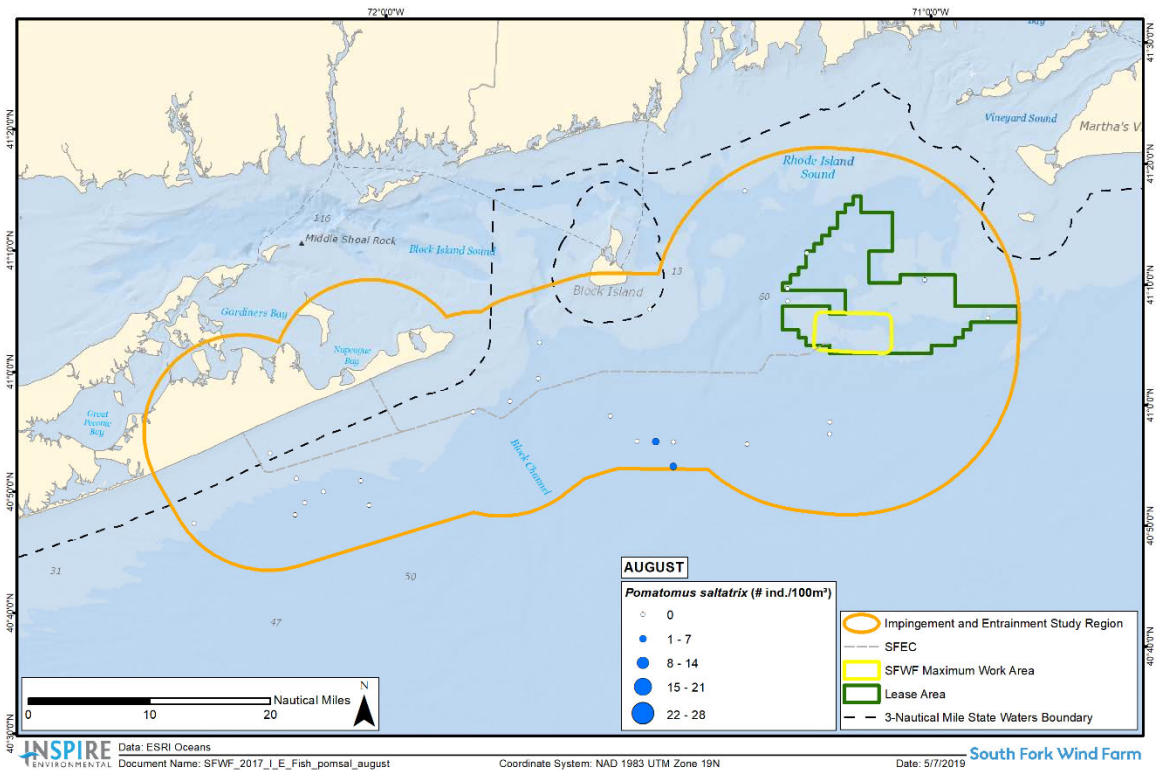 72°0'0"W
71°0'0"W
41°30'0"N
41°20'0"N
41°20'0"N
41°10'0"N
41°10'0"N
41°0'0"N
41°0'0"N
40°50'0"N
40°50'0"N
40°40'0"N
40°40'0"N
40°30'0"N
Bay
Vineyard Sound
Martha's V
Rhode Island
Sound
116
Middle Shoal Rock
Block Island Sound
13
Block Island
60
Gardiners Bay
Napeague
Bay
Great
Peconic
Bay
Block Channel
31
50
47
AUGUST
Pomatomus saltatrix (# ind./100m³)
0
1 - 7
8 - 14
15 - 21
22 - 28
Impingement and Entrainment Study Region
SFEC
SFWF Maximum Work Area
Lease Area
3-Nautical Mile State Waters Boundary
N
Nautical Miles
0 10 20
INSPIRE
ENVIRONMENTAL
Data: ESRI Oceans
Document Name: SFWF_2017_I_E_Fish_pomsal_august
Coordinate System: NAD 1983 UTM Zone 19N
Date: 5/7/2019
South Fork Wind Farm